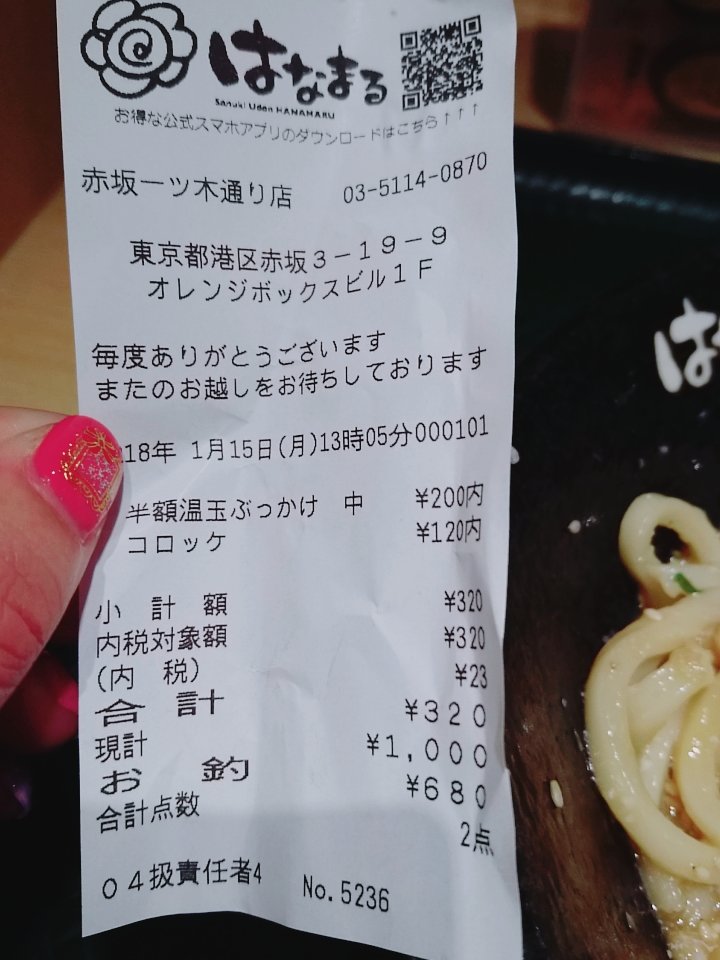 はなまる
Sanuki Udon HANAMARU
お得な公式スマホアプリのダウンロードはこちら↑↑↑
赤坂一ツ木通り店 03-5114-0870
東京都港区赤坂3-19-9
オレンジボックスビル1F
毎度ありがとうございます
またのお越しをお待ちしております
18年 1月15日(月)13時05分000101
半額温玉ぶっかけ 中 ¥200内
コロッケ ¥120内
小計額 ¥320
内税対象額 ¥320
(内 税) ¥23
合計 ¥320
現計 ¥1,000
お釣 ¥680
合計点数 2点
04扱責任者4 No.5236
は